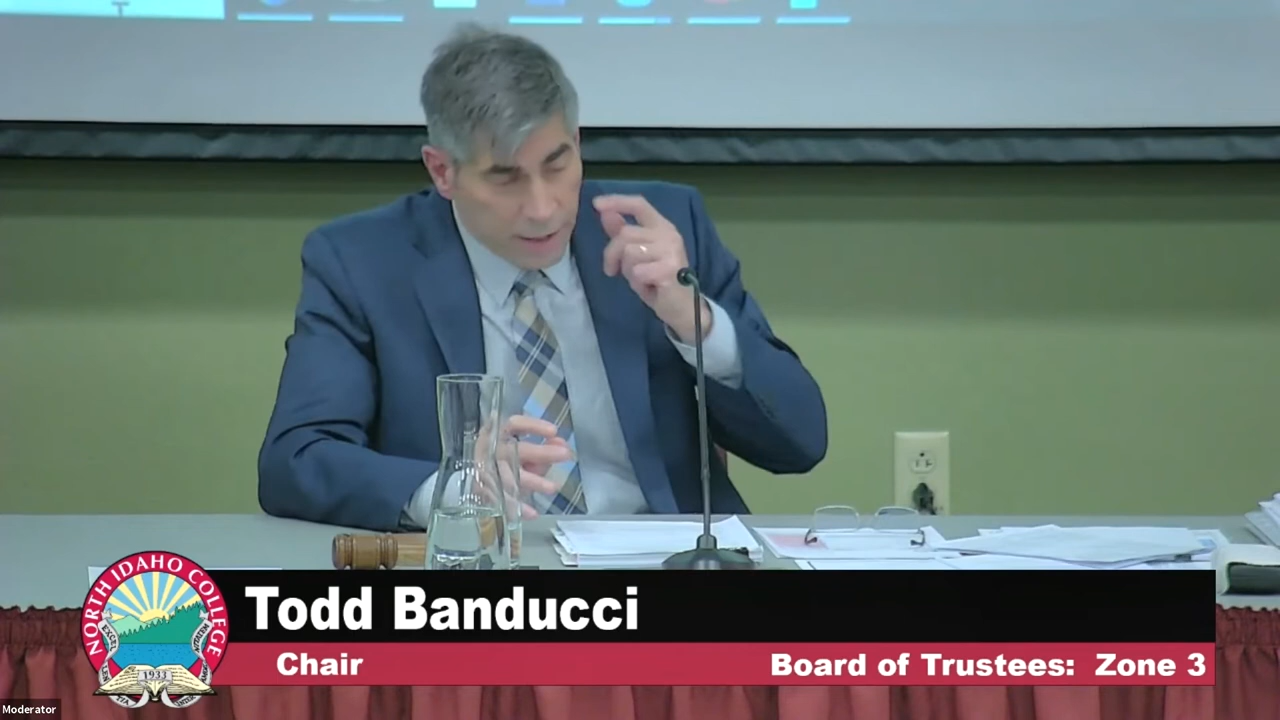 NORTH IDAHO COLLEGE
1933
Todd Banducci
Chair
Board of Trustees: Zone 3
Moderator